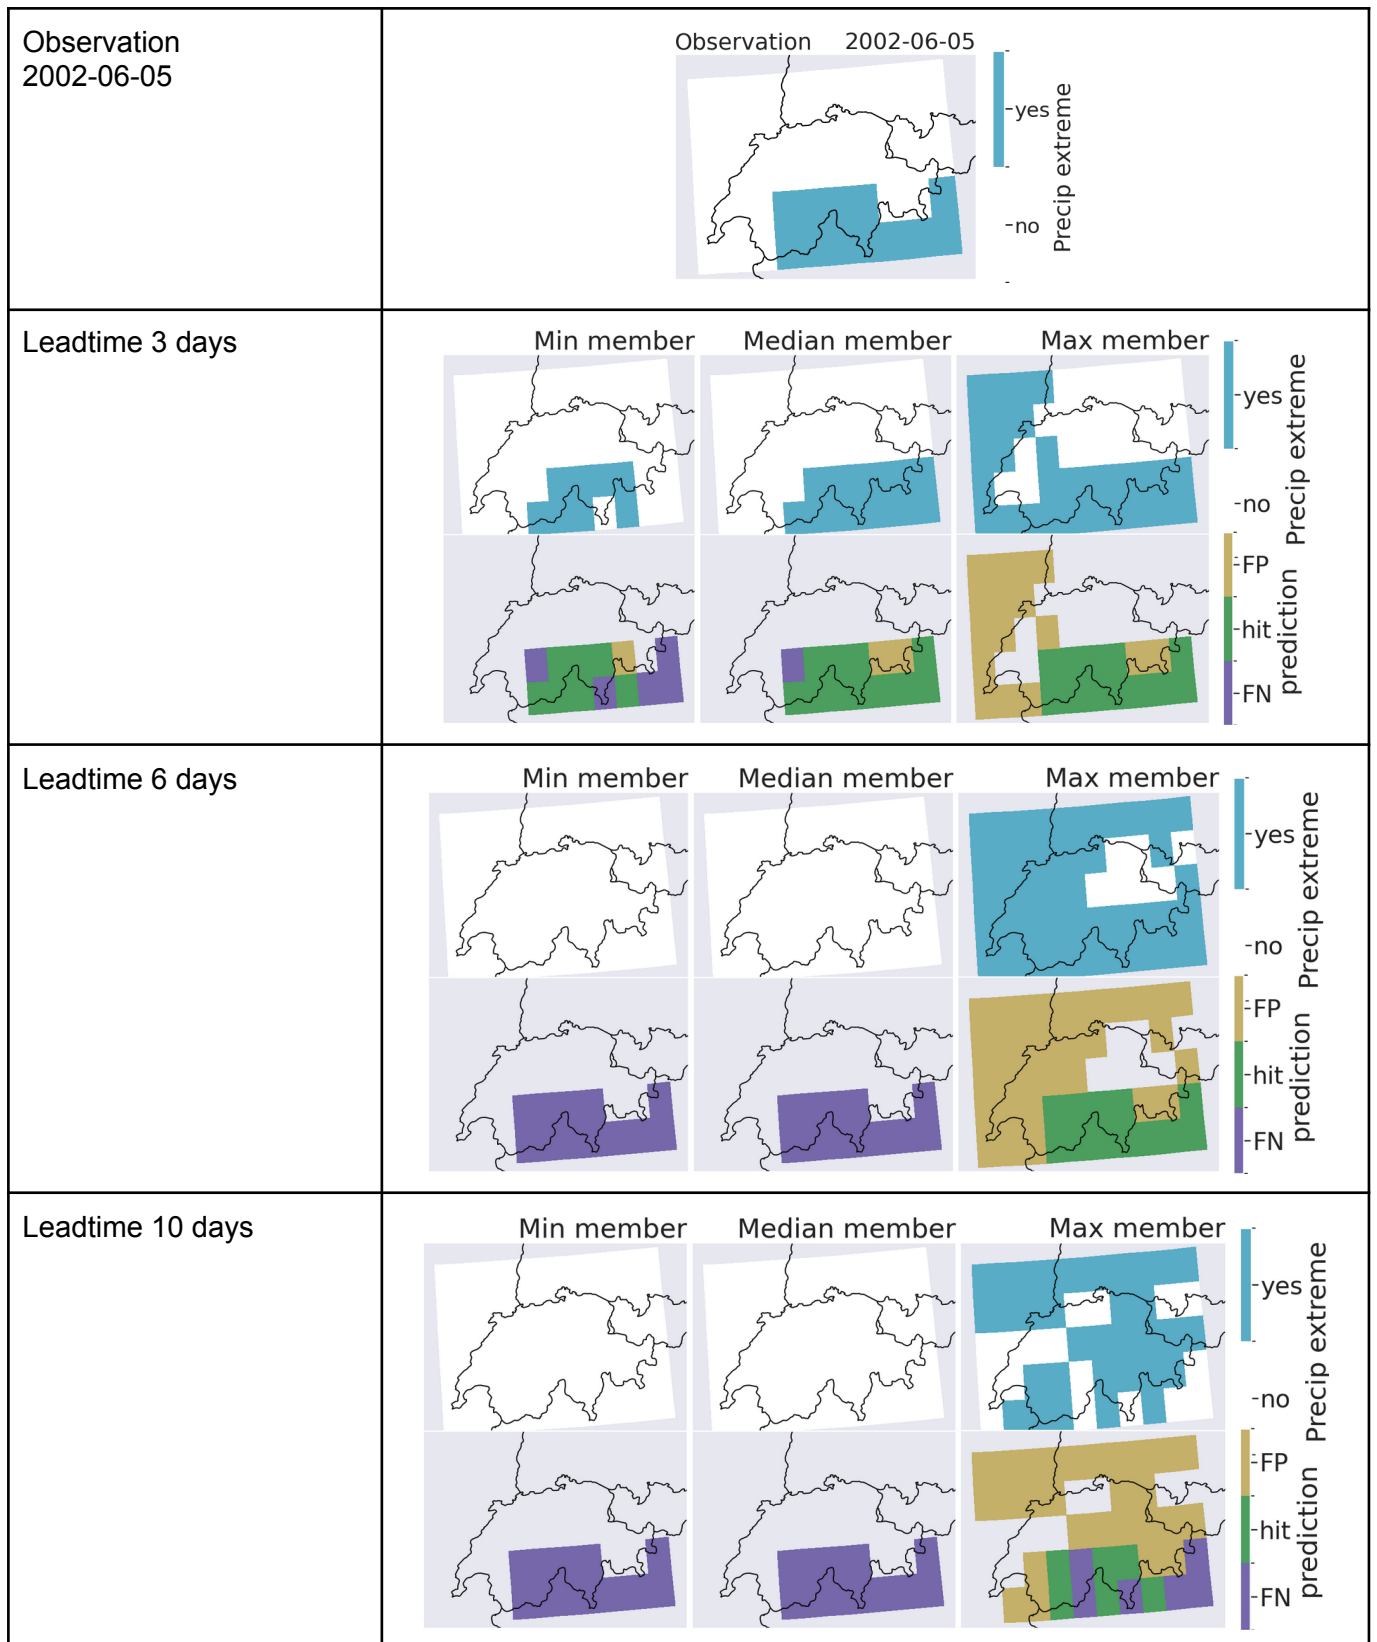 Observation
2002-06-05
Observation 2002-06-05
yes
no
Precip extreme
Leadtime 3 days
Min member
Median member
Max member
yes
no
Precip extreme
FP
hit
FN
prediction
Leadtime 6 days
Min member
Median member
Max member
yes
no
Precip extreme
FP
hit
FN
prediction
Leadtime 10 days
Min member
Median member
Max member
yes
no
Precip extreme
FP
hit
FN
prediction